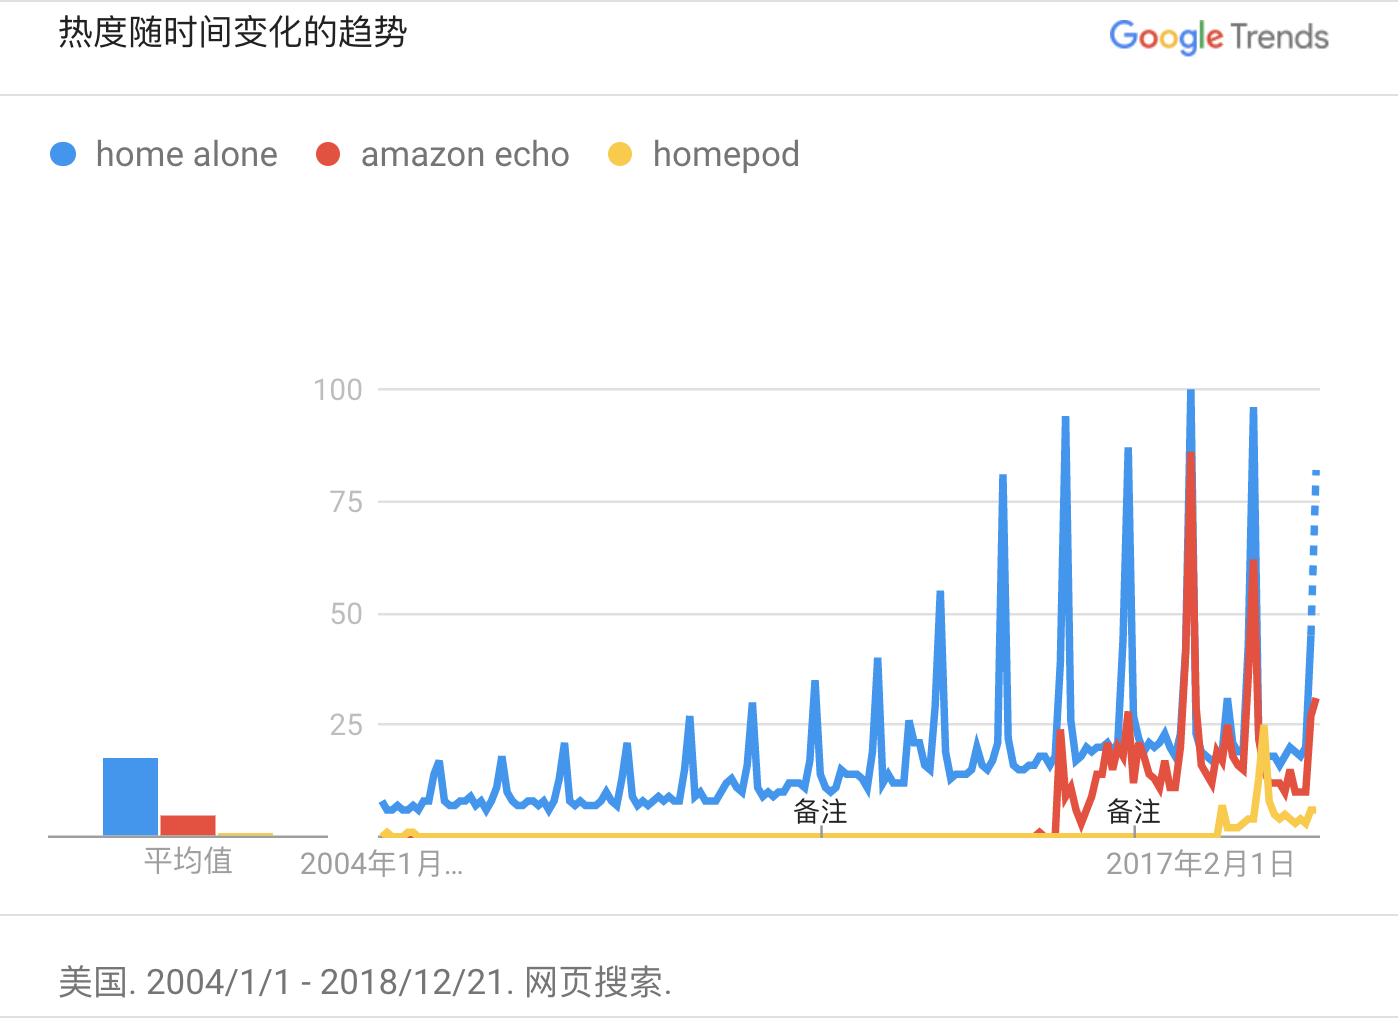 热度随时间变化的趋势
Google Trends
home alone amazon echo homepod
100
75
50
25
备注 备注
平均值
2004年1月… 2017年2月1日
美国. 2004/1/1 - 2018/12/21. 网页搜索.